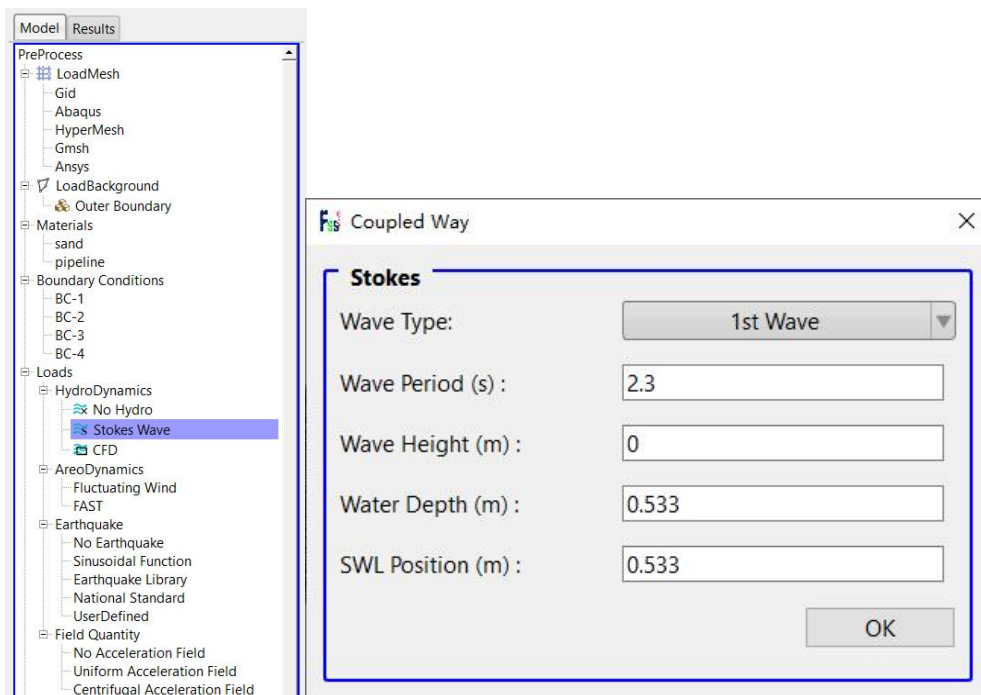 Model Results
PreProcess
LoadMesh
Gid
Abaqus
HyperMesh
Gmsh
Ansys
LoadBackground
Outer Boundary
Materials
sand
pipeline
Boundary Conditions
BC-1
BC-2
BC-3
BC-4
Loads
HydroDynamics
No Hydro
Stokes Wave
CFD
AreoDynamics
Fluctuating Wind
FAST
Earthquake
No Earthquake
Sinusoidal Function
Earthquake Library
National Standard
UserDefined
Field Quantity
No Acceleration Field
Uniform Acceleration Field
Centrifugal Acceleration Field
Coupled Way
Stokes
Wave Type: 1st Wave
Wave Period (s) : 2.3
Wave Height (m) : 0
Water Depth (m) : 0.533
SWL Position (m) : 0.533
OK